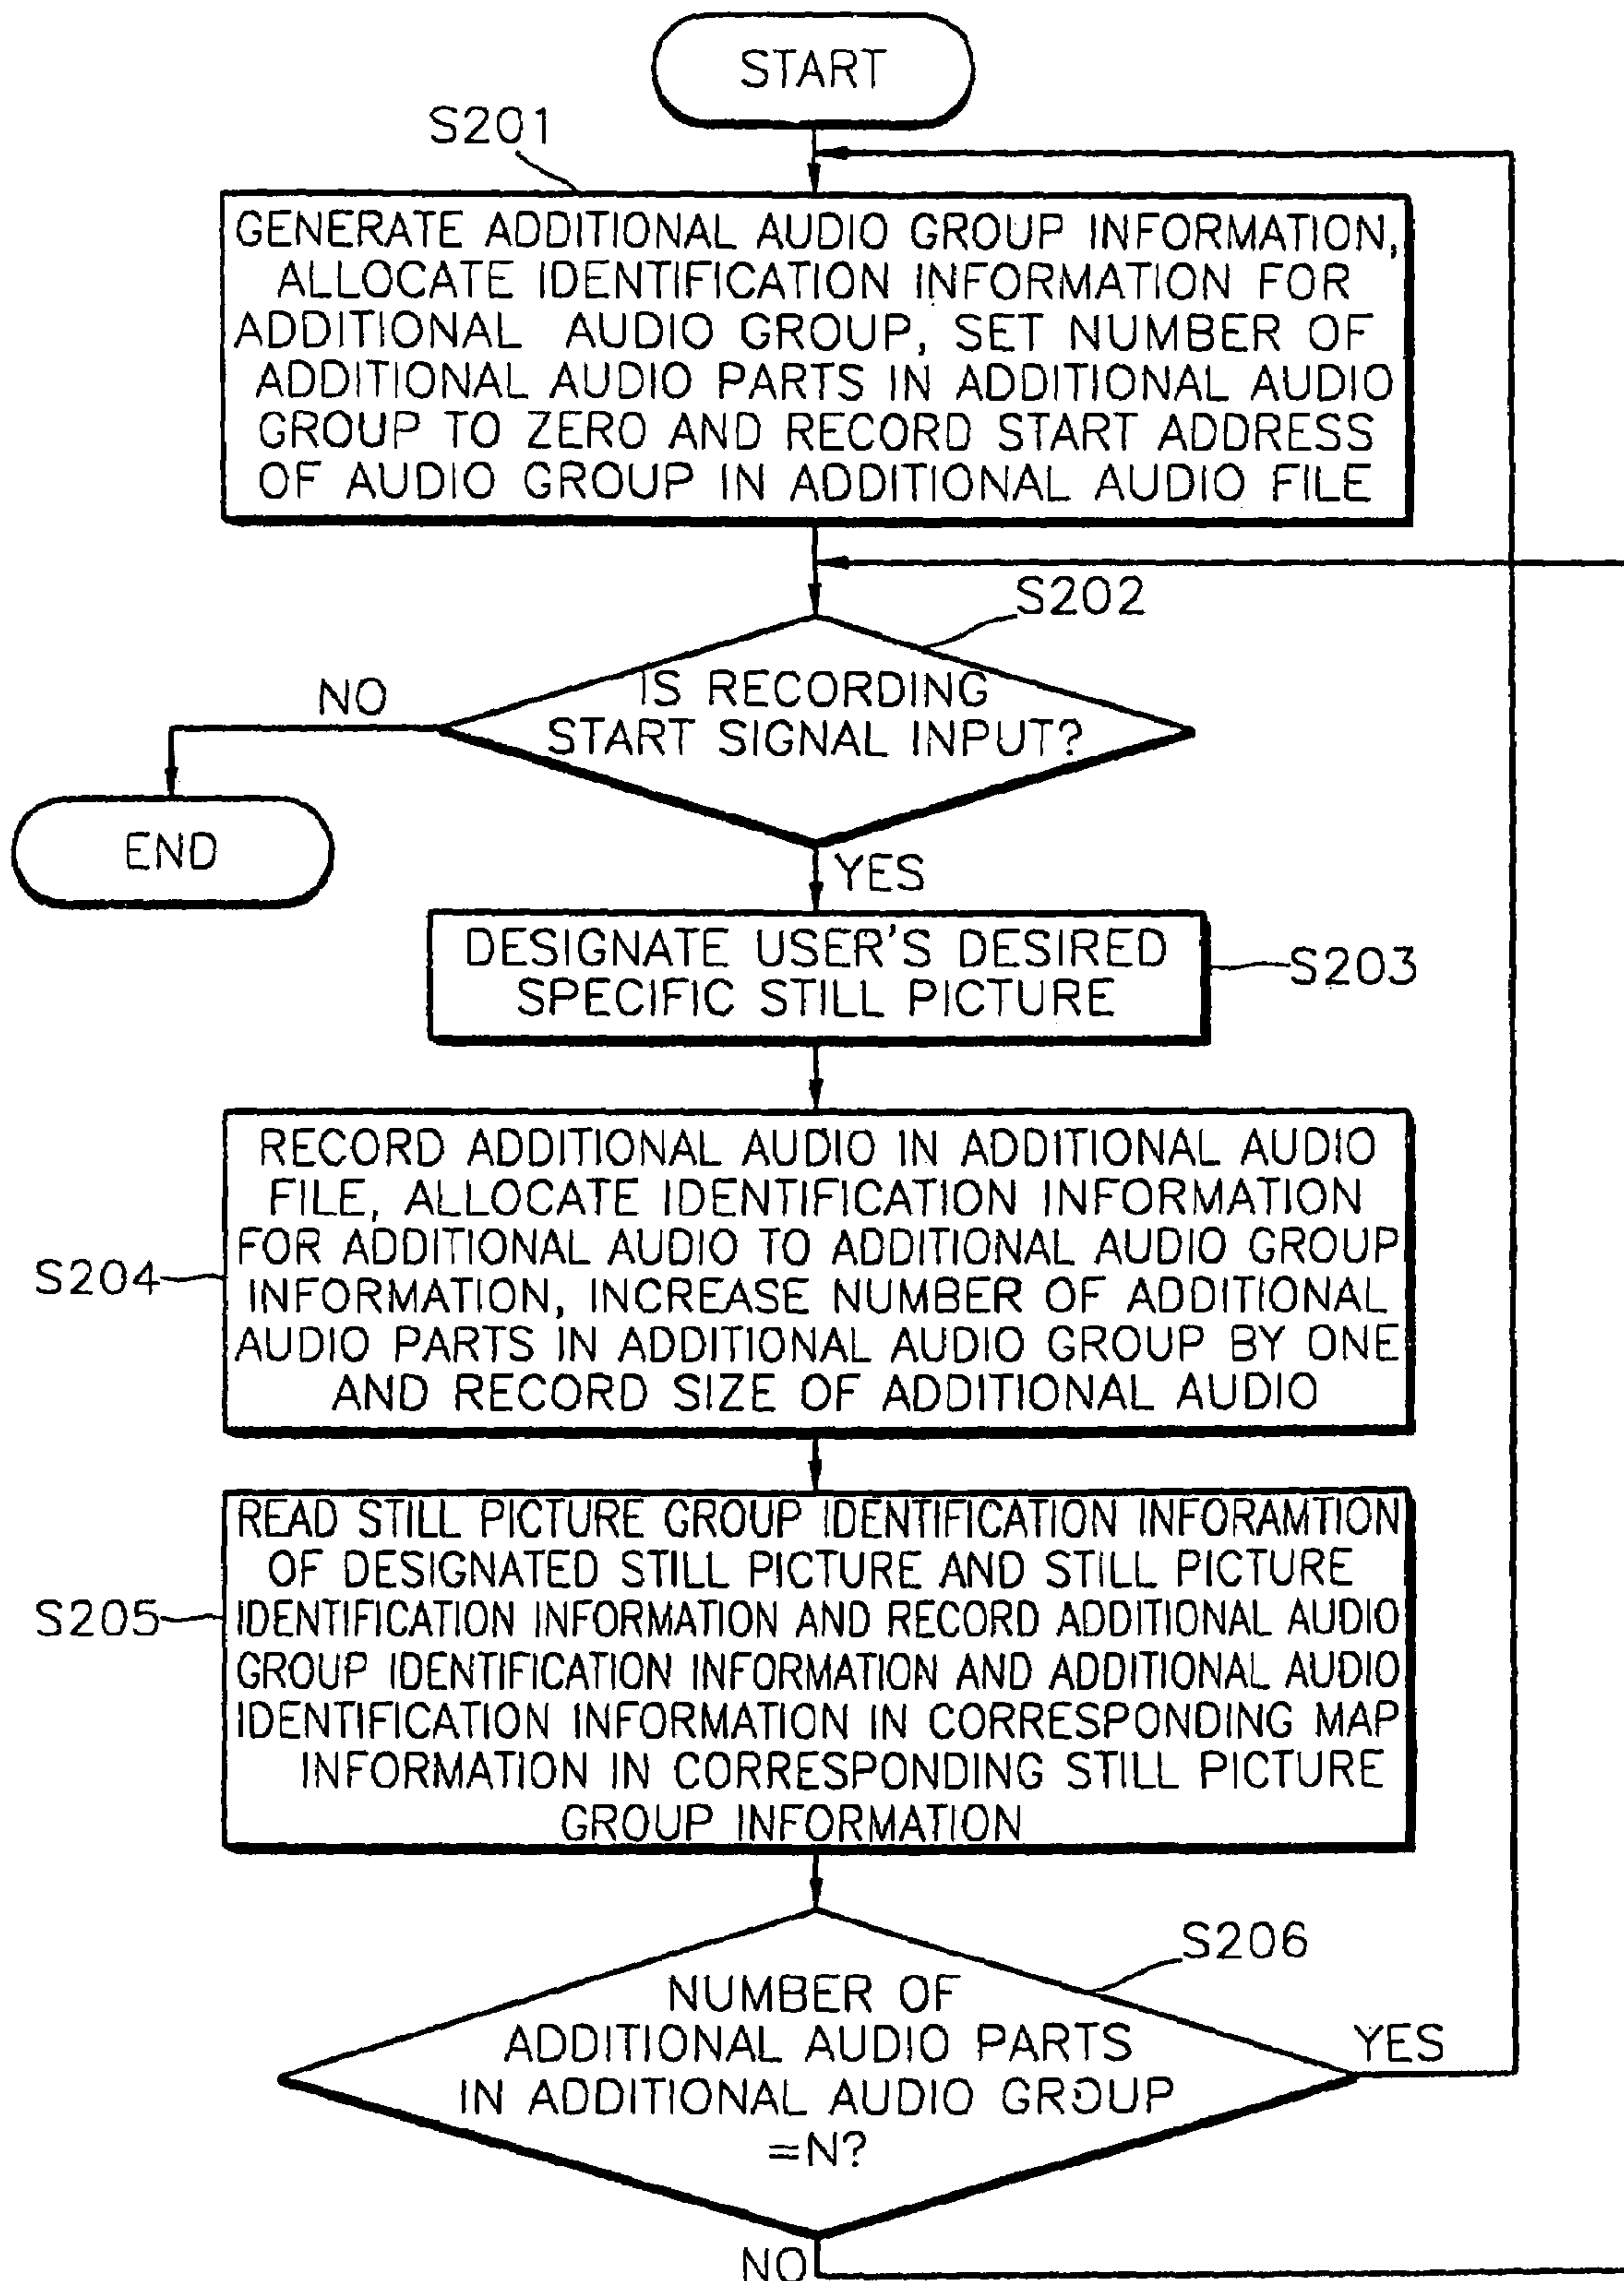 START
S201
GENERATE ADDITIONAL AUDIO GROUP INFORMATION,
ALLOCATE IDENTIFICATION INFORMATION FOR
ADDITIONAL AUDIO GROUP, SET NUMBER OF
ADDITIONAL AUDIO PARTS IN ADDITIONAL AUDIO
GROUP TO ZERO AND RECORD START ADDRESS
OF AUDIO GROUP IN ADDITIONAL AUDIO FILE
S202
IS RECORDING
START SIGNAL INPUT?
NO
END
YES
DESIGNATE USER'S DESIRED
SPECIFIC STILL PICTURE
S203
RECORD ADDITIONAL AUDIO IN ADDITIONAL AUDIO
FILE, ALLOCATE IDENTIFICATION INFORMATION
FOR ADDITIONAL AUDIO TO ADDITIONAL AUDIO GROUP
INFORMATION, INCREASE NUMBER OF ADDITIONAL
AUDIO PARTS IN ADDITIONAL AUDIO GROUP BY ONE
AND RECORD SIZE OF ADDITIONAL AUDIO
S204
READ STILL PICTURE GROUP IDENTIFICATION INFORAMTION
OF DESIGNATED STILL PICTURE AND STILL PICTURE
IDENTIFICATION INFORMATION AND RECORD ADDITIONAL AUDIO
GROUP IDENTIFICATION INFORMATION AND ADDITIONAL AUDIO
IDENTIFICATION INFORMATION IN CORRESPONDING MAP
INFORMATION IN CORRESPONDING STILL PICTURE
GROUP INFORMATION
S205
S206
NUMBER OF
ADDITIONAL AUDIO PARTS
IN ADDITIONAL AUDIO GROUP
=N?
YES
NO